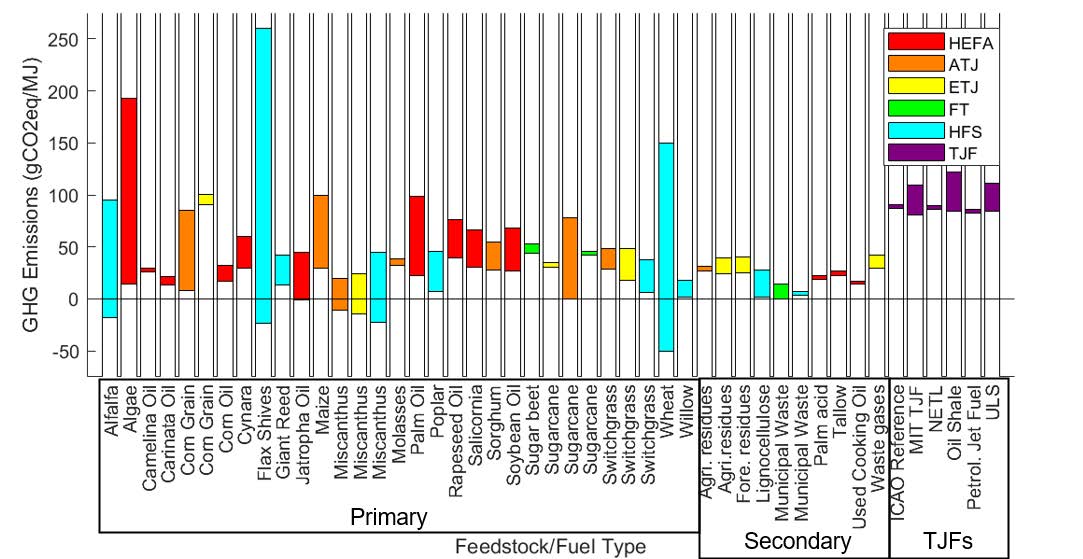 GHG Emissions (gCO2eq/MJ)
-50
0
50
100
150
200
250
Alfalfa
Algae
Camelina Oil
Carinata Oil
Corn Grain
Corn Grain
Corn Oil
Cynara
Flax Shives
Giant Reed
Jatropha Oil
Maize
Miscanthus
Miscanthus
Miscanthus
Molasses
Palm Oil
Poplar
Rapeseed Oil
Salicornia
Sorghum
Soybean Oil
Sugar beet
Sugarcane
Sugarcane
Sugarcane
Switchgrass
Switchgrass
Switchgrass
Wheat
Willow
Agri. residues
Agri.residues
Fore. residues
Lignocellulose
Municipal Waste
Municipal Waste
Palm acid
Tallow
Used Cooking Oil
Waste gases
ICAO Reference
MIT TJF
NETL
Oil Shale
Petrol. Jet Fuel
ULS
Primary
Secondary
TJFs
Feedstock/Fuel Type
HEFA
ATJ
ETJ
FT
HFS
TJF